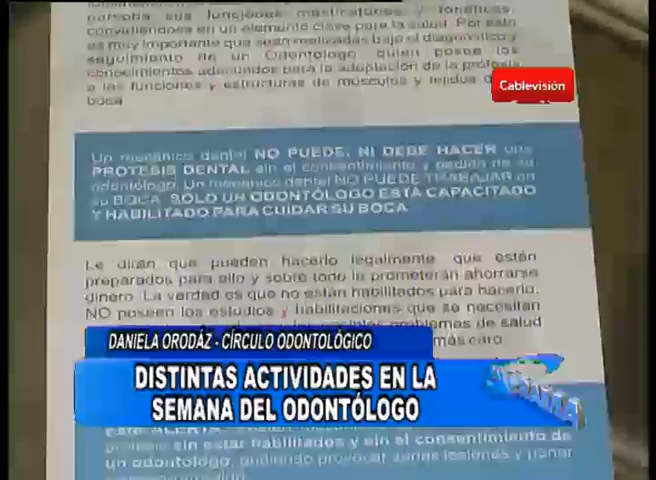 persona sus funciones masticatorias y fonéticas,
convirtiéndose en un elemento clave para la salud. Por esto
es muy importante que sean realizadas bajo el diagnóstico y
seguimiento de un Odontólogo, quien posee los
conocimientos adecuados para la adaptación de la prótesis
a las funciones y estructuras de músculos y tejidos de
boca
Cablevisión
Un mecánico dental NO PUEDE, NI DEBE HACER una
PROTESIS DENTAL sin el consentimiento y pedido de su
odontólogo. Un mecánico dental NO PUEDE TRABAJAR en
su BOCA. SOLO UN ODONTÓLOGO ESTÁ CAPACITADO
Y HABILITADO PARA CUIDAR SU BOCA
Le dirán que pueden hacerlo legalmente, que están
preparados para ello y sobre todo le prometerán ahorrarse
dinero. La verdad es que no están habilitados para hacerlo.
NO poseen los estudios y habilitaciones que se necesitan
problemas de salud
más caro
DANIELA ORODÁZ - CÍRCULO ODONTOLÓGICO
DISTINTAS ACTIVIDADES EN LA
SEMANA DEL ODONTÓLOGO
este ALERTA
sin estar habilitados y sin el consentimiento de
un odontólogo, pudiendo provocar serias lesiones y poner